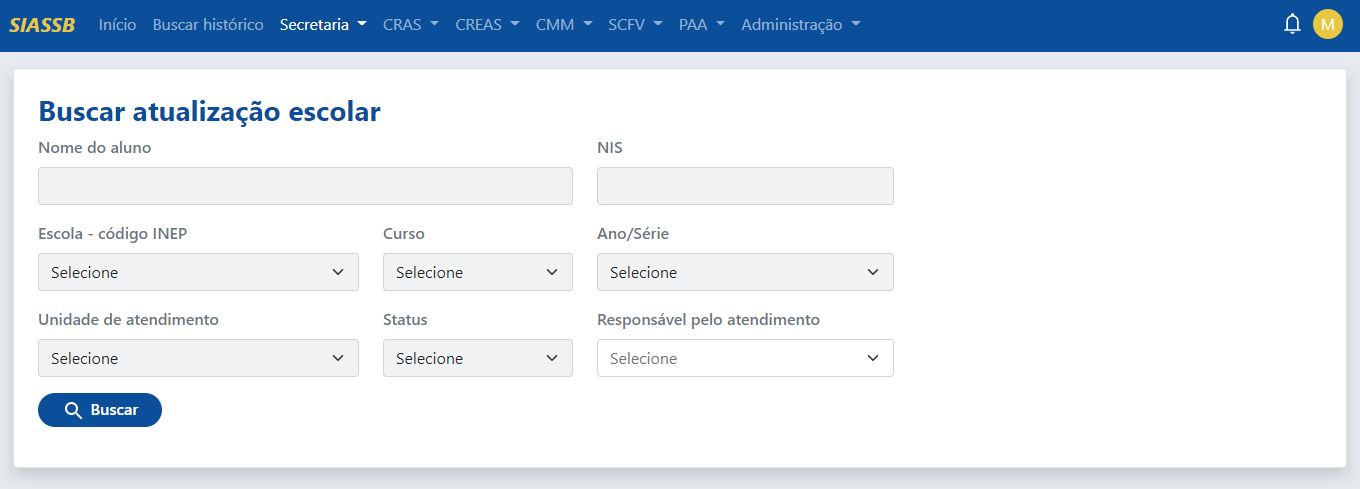 SIASSB Início Buscar histórico Secretaria CRAS CREAS CMM SCFV PAA Administração M
Buscar atualização escolar
Nome do aluno NIS
Escola - código INEP Curso Ano/Série
Selecione Selecione Selecione
Unidade de atendimento Status Responsável pelo atendimento
Selecione Selecione Selecione
Buscar